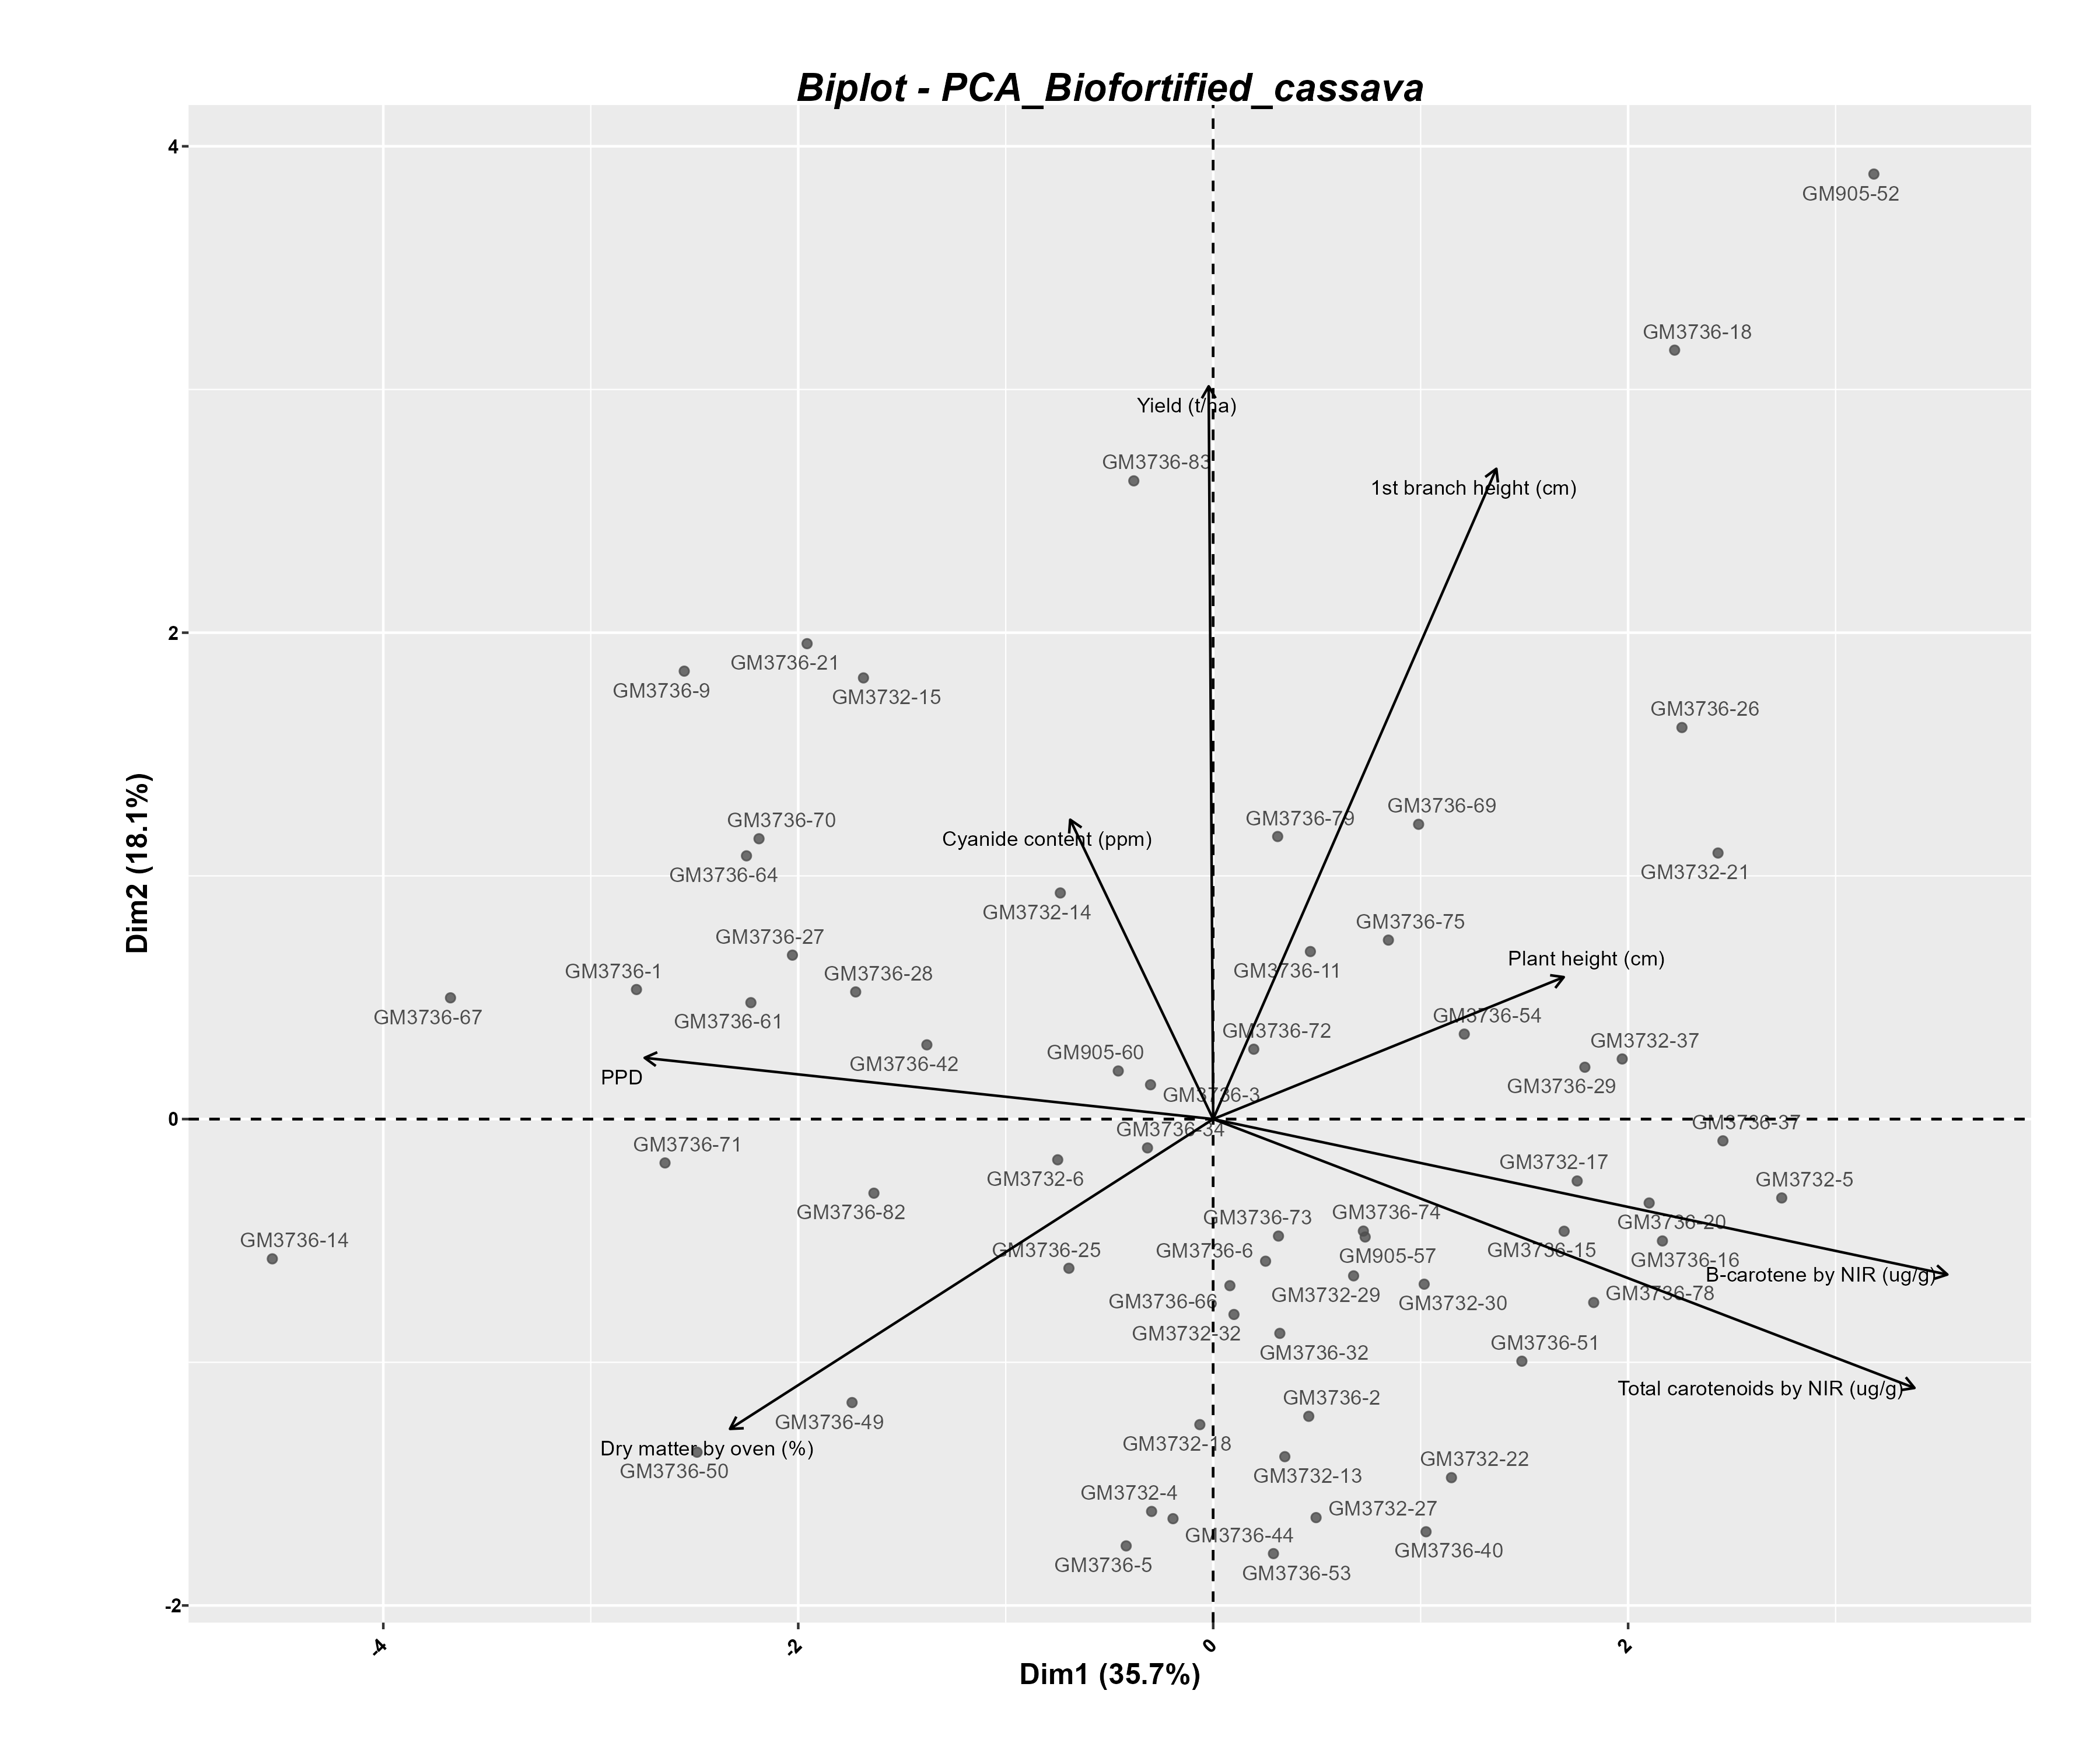 Biplot - PCA_Biofortified_cassava
4
GM905-52
GM3736-18
Yield (t/ha)
GM3736-83
1st branch height (cm)
2
GM3736-21
GM3736-9
GM3732-15
GM3736-26
GM3736-70
GM3736-79
GM3736-69
Cyanide content (ppm)
GM3736-64
GM3732-21
GM3732-14
GM3736-75
GM3736-27
Plant height (cm)
GM3736-1
GM3736-28
GM3736-11
GM3736-67
GM3736-61
GM3736-54
GM3736-72
GM3732-37
GM3736-42
GM905-60
PPD
GM3736-29
GM3736-3
0
GM3736-34
GM3736-37
GM3736-71
GM3732-17
GM3732-6
GM3732-5
GM3736-82
GM3736-73
GM3736-74
GM3736-20
GM3736-14
GM3736-25
GM3736-6
GM905-57
GM3736-15
GM3736-16
B-carotene by NIR (ug/g)
GM3736-66
GM3732-29
GM3732-30
GM3736-78
GM3732-32
GM3736-32
GM3736-51
Total carotenoids by NIR (ug/g)
GM3736-2
GM3736-49
GM3732-18
Dry matter by oven (%)
GM3736-50
GM3732-13
GM3732-22
GM3732-4
GM3732-27
GM3736-44
GM3736-40
GM3736-5
GM3736-53
-2
-4
-2
0
2
Dim1 (35.7%)
Dim2 (18.1%)